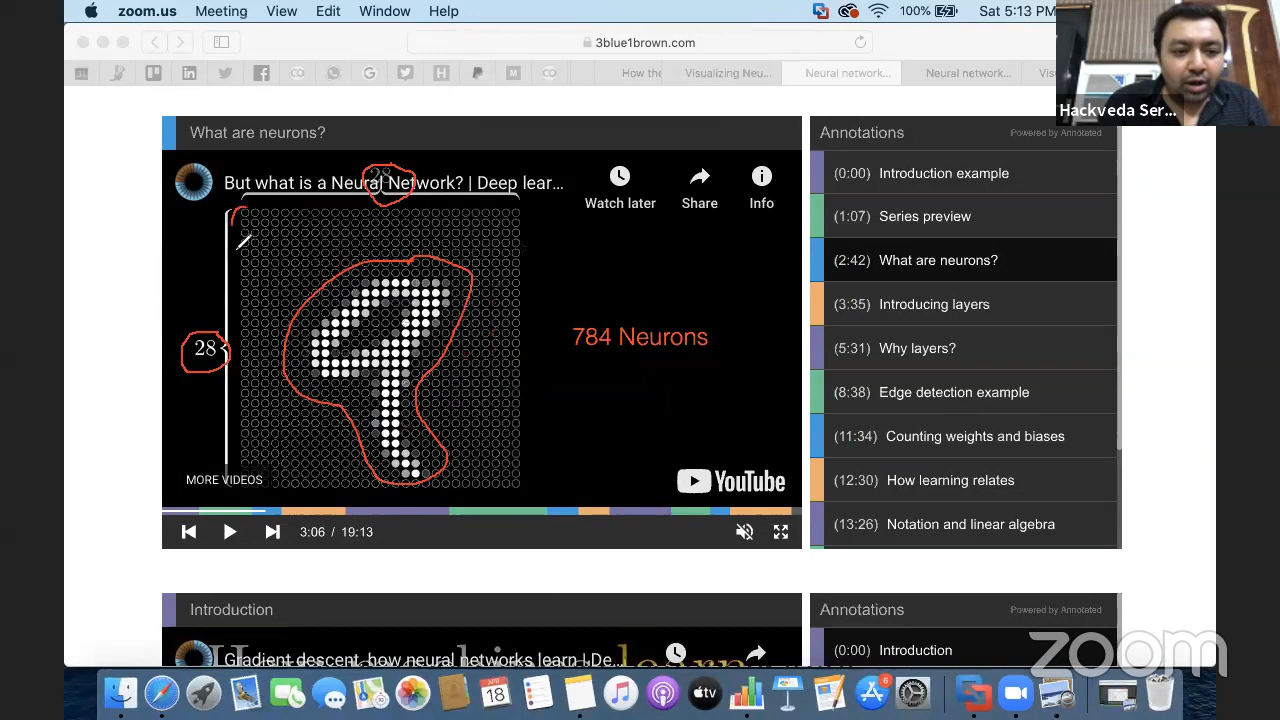 zoom.us Meeting View Edit Window Help 100% Sat 5:13 PM
3blue1brown.com
How the Visualizing Neu... Neural network... Neural network...
Hackveda Ser...
What are neurons?
28
But what is a Neural Network? | Deep lear...
Watch later Share Info
28
784 Neurons
MORE VIDEOS
YouTube
3:06 / 19:13
Annotations Powered by Annotated
(0:00) Introduction example
(1:07) Series preview
(2:42) What are neurons?
(3:35) Introducing layers
(5:31) Why layers?
(8:38) Edge detection example
(11:34) Counting weights and biases
(12:30) How learning relates
(13:26) Notation and linear algebra
Introduction
Gradient descent, how neural networks learn | De...
Annotations Powered by Annotated
(0:00) Introduction
zoom
APR
18
tv
6